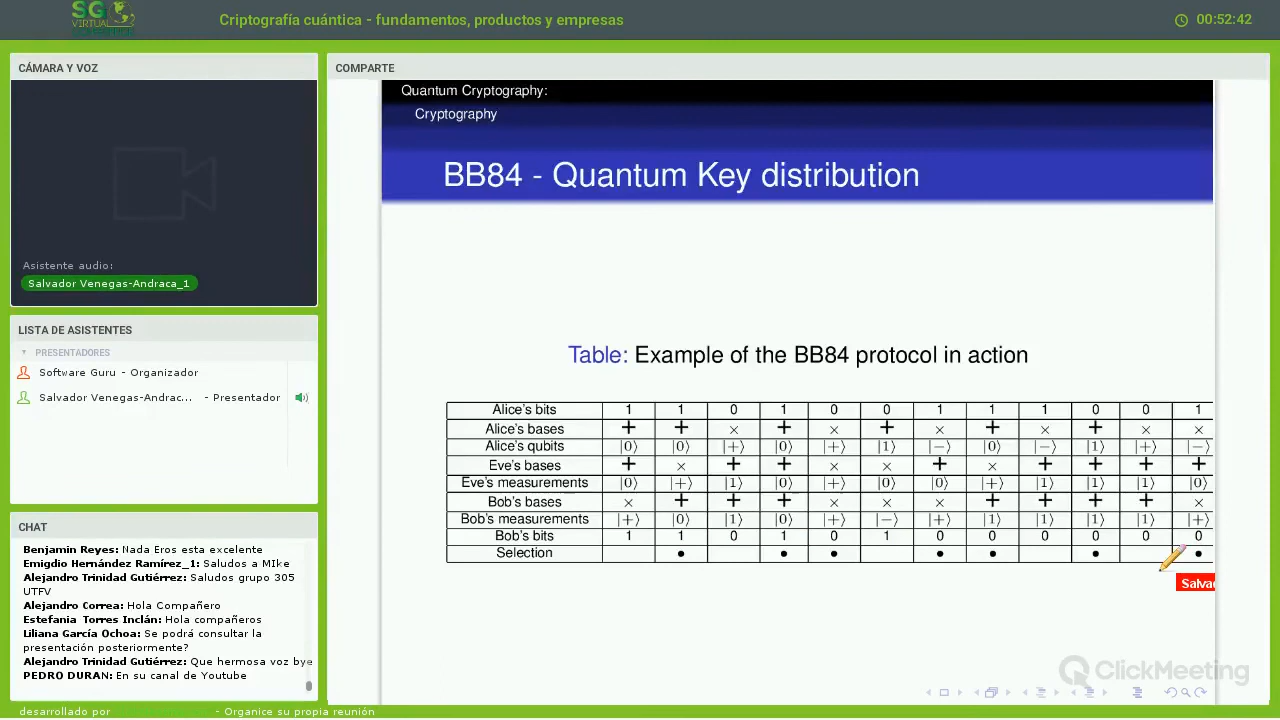 SG
VIRTUAL
Criptografía cuántica - fundamentos, productos y empresas
00:52:42
CÁMARA Y VOZ
Asistente audio:
Salvador Venegas-Andraca_1
LISTA DE ASISTENTES
PRESENTADORES
Software Guru - Organizador
Salvador Venegas-Andrac... - Presentador
CHAT
Benjamin Reyes: Nada Eros esta excelente
Emigdio Hernández Ramírez_1: Saludos a MIke
Alejandro Trinidad Gutiérrez: Saludos grupo 305
UTFV
Alejandro Correa: Hola Compañero
Estefania Torres Inclán: Hola compañeros
Liliana García Ochoa: Se podrá consultar la
presentación posteriormente?
Alejandro Trinidad Gutiérrez: Que hermosa voz bye
PEDRO DURAN: En su canal de Youtube
desarrollado por - Organice su propia reunión
COMPARTE
Quantum Cryptography:
Cryptography
BB84 - Quantum Key distribution
Table: Example of the BB84 protocol in action
Alice's bits 1 1 0 1 0 0 1 1 1 0 0 1
Alice's bases + + × + × + × + × + × ×
Alice's qubits |0⟩ |0⟩ |+⟩ |0⟩ |+⟩ |1⟩ |−⟩ |0⟩ |−⟩ |1⟩ |+⟩ |−⟩
Eve's bases + × + + × × + × + + + +
Eve's measurements |0⟩ |+⟩ |1⟩ |0⟩ |+⟩ |0⟩ |0⟩ |+⟩ |1⟩ |1⟩ |1⟩ |0⟩
Bob's bases × + + + × × × + + + + ×
Bob's measurements |+⟩ |0⟩ |1⟩ |0⟩ |+⟩ |−⟩ |+⟩ |1⟩ |1⟩ |1⟩ |1⟩ |+⟩
Bob's bits 1 1 0 1 0 1 0 0 0 0 0 0
Selection • • • • • • •
Salvad
ClickMeeting